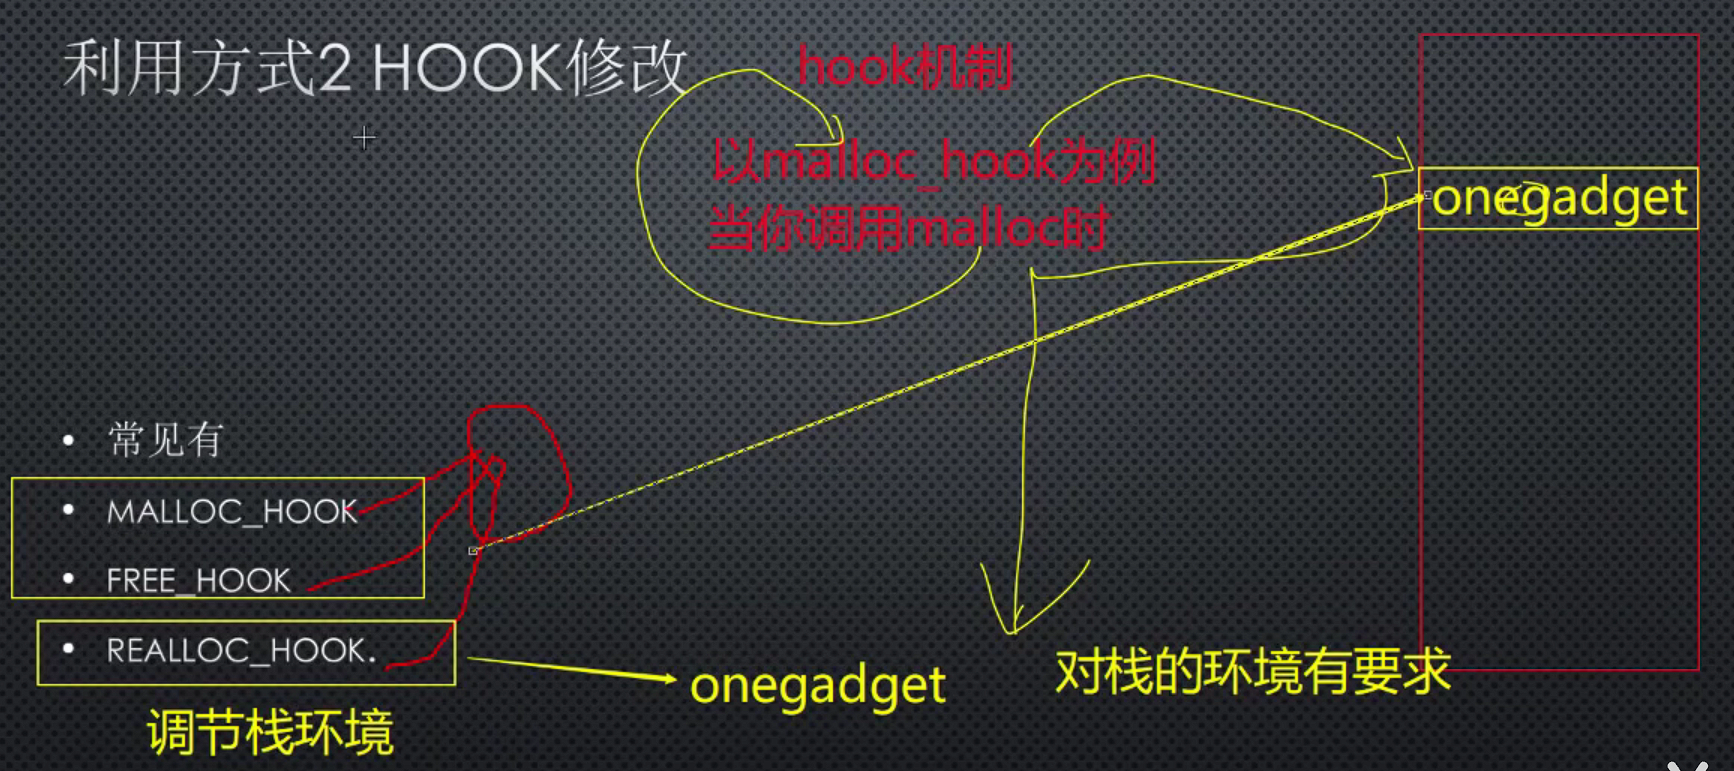 利用方式2 HOOK修改
hook机制
以malloc_hook为例
当你调用malloc时
onegadget
常见有
MALLOC_HOOK
FREE_HOOK
REALLOC_HOOK.
onegadget
对栈的环境有要求
调节栈环境